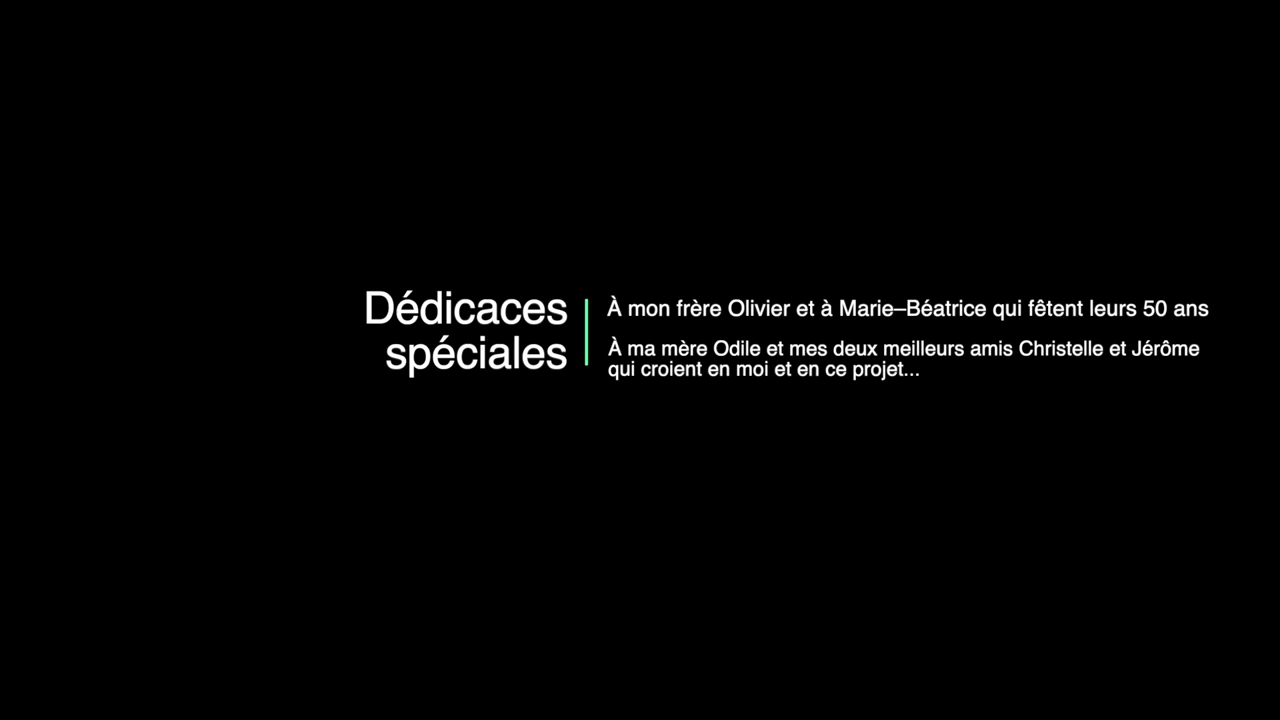 Dédicaces
spéciales
À mon frère Olivier et à Marie–Béatrice qui fêtent leurs 50 ans
À ma mère Odile et mes deux meilleurs amis Christelle et Jérôme
qui croient en moi et en ce projet...